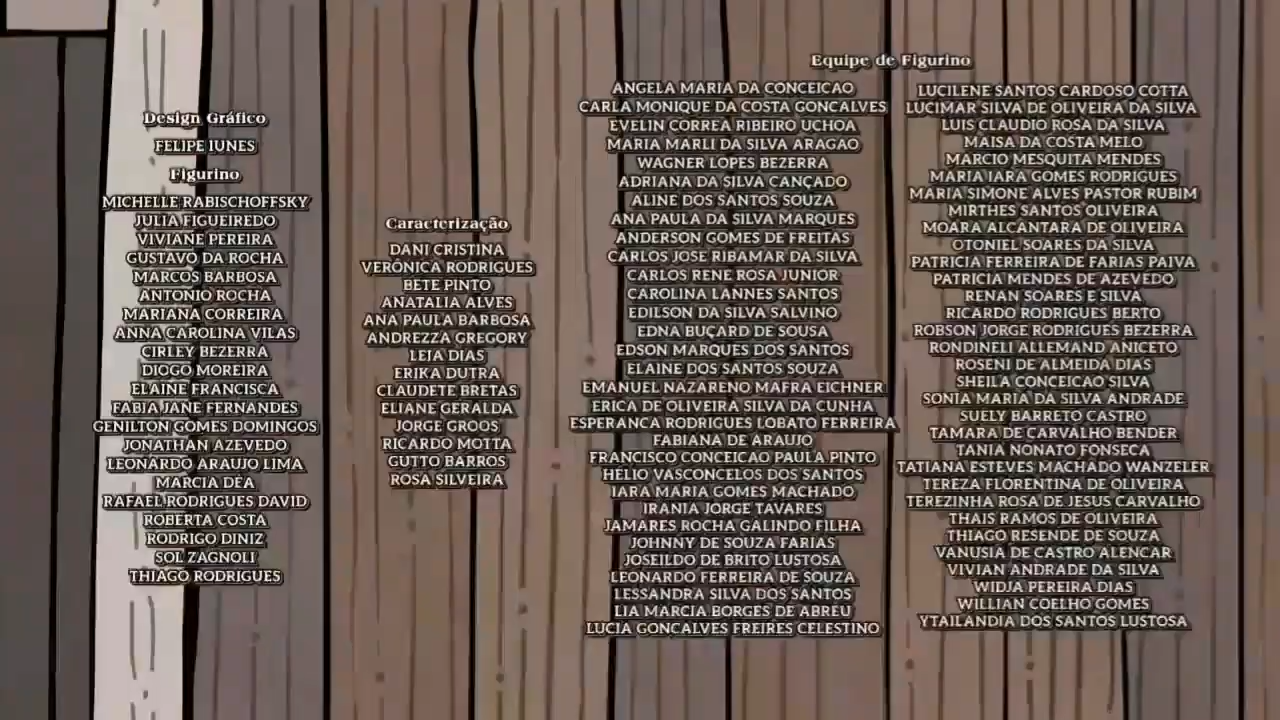 Design Gráfico
FELIPE IUNES
Figurino
MICHELLE RABISCHOFFSKY
JULIA FIGUEIREDO
VIVIANE PEREIRA
GUSTAVO DA ROCHA
MARCOS BARBOSA
ANTONIO ROCHA
MARIANA CORREIRA
ANNA CAROLINA VILAS
CIRLEY BEZERRA
DIOGO MOREIRA
ELAINE FRANCISCA
FABIA JANE FERNANDES
GENILTON GOMES DOMINGOS
JONATHAN AZEVEDO
LEONARDO ARAUJO LIMA
MARCIA DÉA
RAFAEL RODRIGUES DAVID
ROBERTA COSTA
RODRIGO DINIZ
SOL ZAGNOLI
THIAGO RODRIGUES
Caracterização
DANI CRISTINA
VERÔNICA RODRIGUES
BETE PINTO
ANATALIA ALVES
ANA PAULA BARBOSA
ANDREZZA GREGORY
LEIA DIAS
ERIKA DUTRA
CLAUDETE BRETAS
ELIANE GERALDA
JORGE GROOS
RICARDO MOTTA
GUTTO BARROS
ROSA SILVEIRA
Equipe de Figurino
ANGELA MARIA DA CONCEICAO
CARLA MONIQUE DA COSTA GONCALVES
EVELIN CORREA RIBEIRO UCHOA
MARIA MARLI DA SILVA ARAGAO
WAGNER LOPES BEZERRA
ADRIANA DA SILVA CANÇADO
ALINE DOS SANTOS SOUZA
ANA PAULA DA SILVA MARQUES
ANDERSON GOMES DE FREITAS
CARLOS JOSE RIBAMAR DA SILVA
CARLOS RENE ROSA JUNIOR
CAROLINA LANNES SANTOS
EDILSON DA SILVA SALVINO
EDNA BUÇARD DE SOUSA
EDSON MARQUES DOS SANTOS
ELAINE DOS SANTOS SOUZA
EMANUEL NAZARENO MAFRA EICHNER
ERICA DE OLIVEIRA SILVA DA CUNHA
ESPERANCA RODRIGUES LOBATO FERREIRA
FABIANA DE ARAUJO
FRANCISCO CONCEICAO PAULA PINTO
HÉLIO VASCONCELOS DOS SANTOS
IARA MARIA GOMES MACHADO
IRANIA JORGE TAVARES
JAMARES ROCHA GALINDO FILHA
JOHNNY DE SOUZA FARIAS
JOSEILDO DE BRITO LUSTOSA
LEONARDO FERREIRA DE SOUZA
LESSANDRA SILVA DOS SANTOS
LIA MARCIA BORGES DE ABREU
LUCIA GONCALVES FREIRES CELESTINO
LUCILENE SANTOS CARDOSO COTTA
LUCIMAR SILVA DE OLIVEIRA DA SILVA
LUIS CLAUDIO ROSA DA SILVA
MAISA DA COSTA MELO
MARCIO MESQUITA MENDES
MARIA IARA GOMES RODRIGUES
MARIA SIMONE ALVES PASTOR RUBIM
MIRTHES SANTOS OLIVEIRA
MOARA ALCANTARA DE OLIVEIRA
OTONIEL SOARES DA SILVA
PATRICIA FERREIRA DE FARIAS PAIVA
PATRICIA MENDES DE AZEVEDO
RENAN SOARES E SILVA
RICARDO RODRIGUES BERTO
ROBSON JORGE RODRIGUES BEZERRA
RONDINELI ALLEMAND ANICETO
ROSENI DE ALMEIDA DIAS
SHEILA CONCEICAO SILVA
SONIA MARIA DA SILVA ANDRADE
SUELY BARRETO CASTRO
TAMARA DE CARVALHO BENDER
TANIA NONATO FONSECA
TATIANA ESTEVES MACHADO WANZELER
TEREZA FLORENTINA DE OLIVEIRA
TEREZINHA ROSA DE JESUS CARVALHO
THAIS RAMOS DE OLIVEIRA
THIAGO RESENDE DE SOUZA
VANUSIA DE CASTRO ALENCAR
VIVIAN ANDRADE DA SILVA
WIDJA PEREIRA DIAS
WILLIAN COELHO GOMES
YTAILANDIA DOS SANTOS LUSTOSA